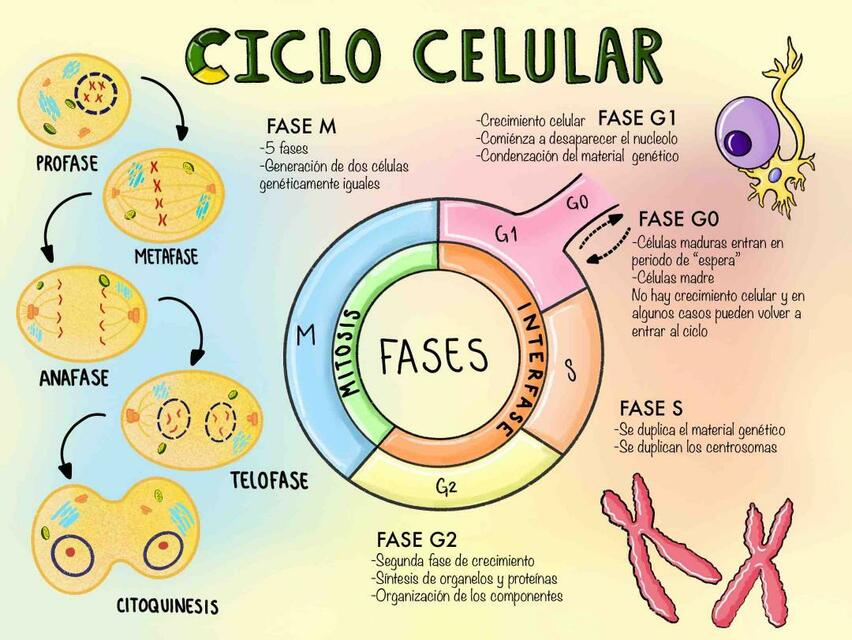 CICLO CELULAR
PROFASE
METAFASE
ANAFASE
TELOFASE
CITOQUINESIS
FASE M
-5 fases
-Generación de dos células
genéticamente iguales
FASE G1
-Crecimiento celular
-Comiénza a desaparecer el nucleolo
-Condenzación del material genético
FASE G0
-Células maduras entran en
periodo de "espera"
-Células madre
No hay crecimiento celular y en
algunos casos pueden volver a
entrar al ciclo
FASE S
-Se duplica el material genético
-Se duplican los centrosomas
FASE G2
-Segunda fase de crecimiento
-Síntesis de organelos y proteínas
-Organización de los componentes
FASES
MITOSIS
INTERFASE
M
G1
G0
S
G2